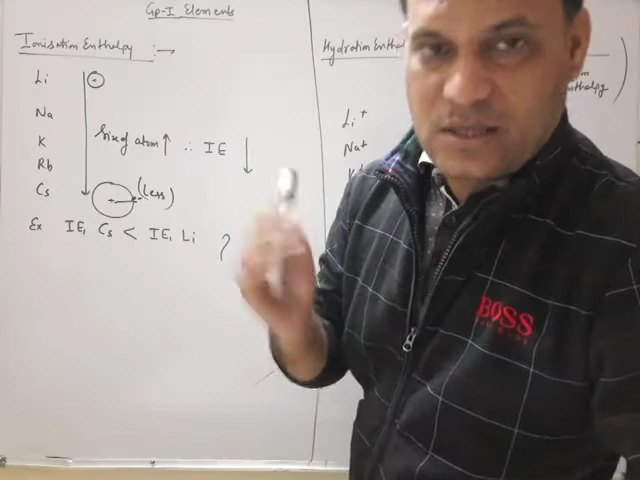 Gp-I Elements
Ionisation Enthalpy :→
Li
Na
K
Rb
Cs
Size of atom ↑ ∴ IE ↓
(Less)
Ex IE₁ Cs < IE₁ Li ?
Hydration Enthal
Enthalpy )
Li⁺
Na⁺
K
BOSS